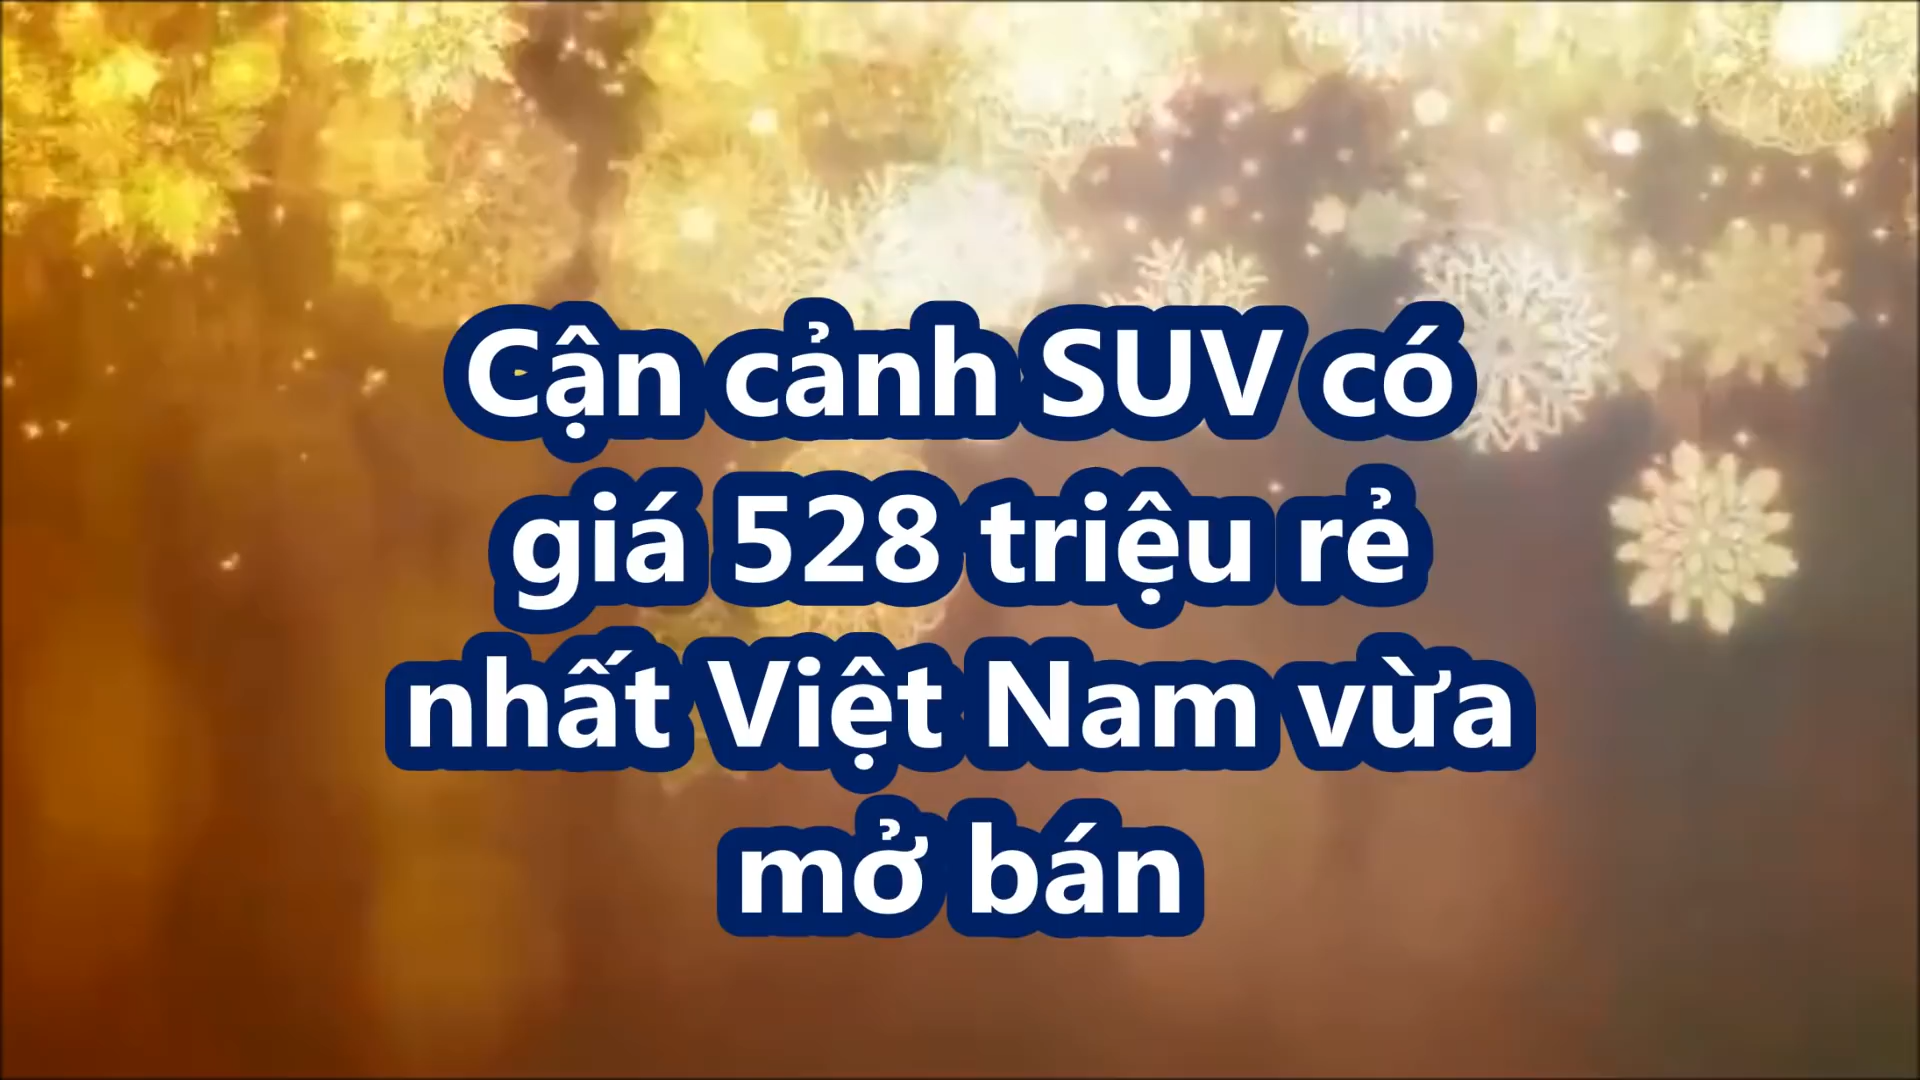 Cận cảnh SUV có
giá 528 triệu rẻ
nhất Việt Nam vừa
mở bán